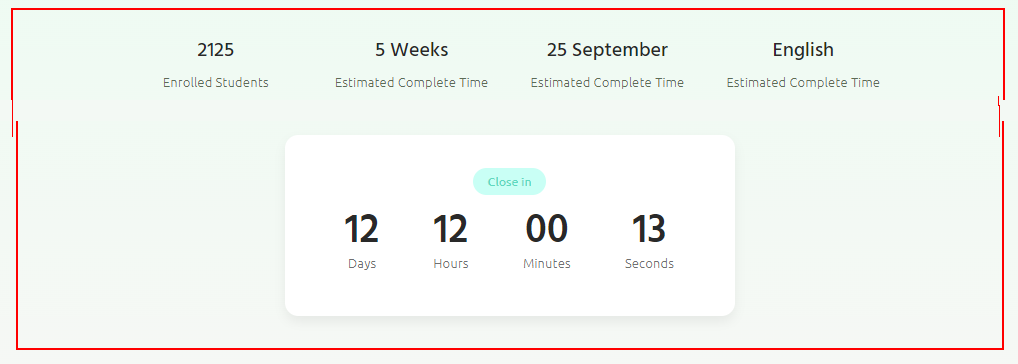 2125 5 Weeks 25 September English
Enrolled Students Estimated Complete Time Estimated Complete Time Estimated Complete Time
Close in
12 12 00 13
Days Hours Minutes Seconds